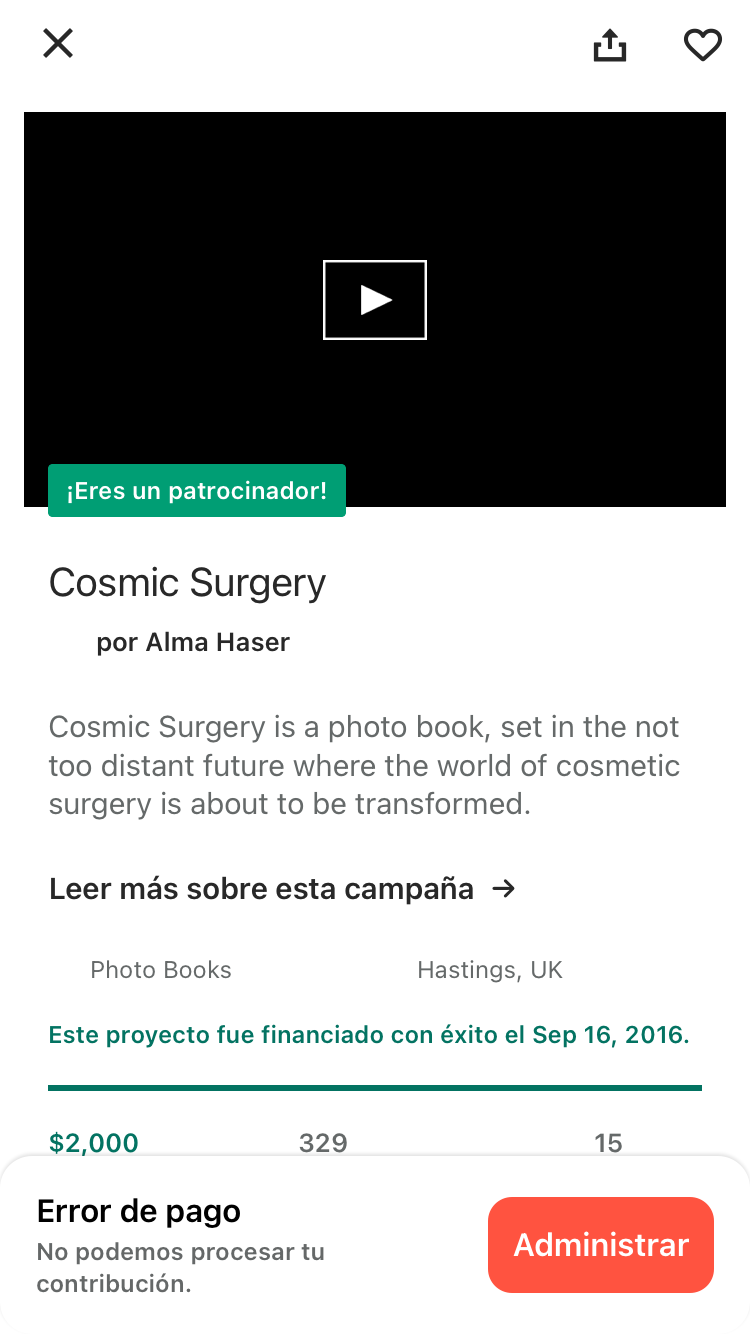 ¡Eres un patrocinador!
Cosmic Surgery
por Alma Haser
Cosmic Surgery is a photo book, set in the not
too distant future where the world of cosmetic
surgery is about to be transformed.
Leer más sobre esta campaña →
Photo Books
Hastings, UK
Este proyecto fue financiado con éxito el Sep 16, 2016.
$2,000
329
15
Error de pago
No podemos procesar tu
contribución.
Administrar